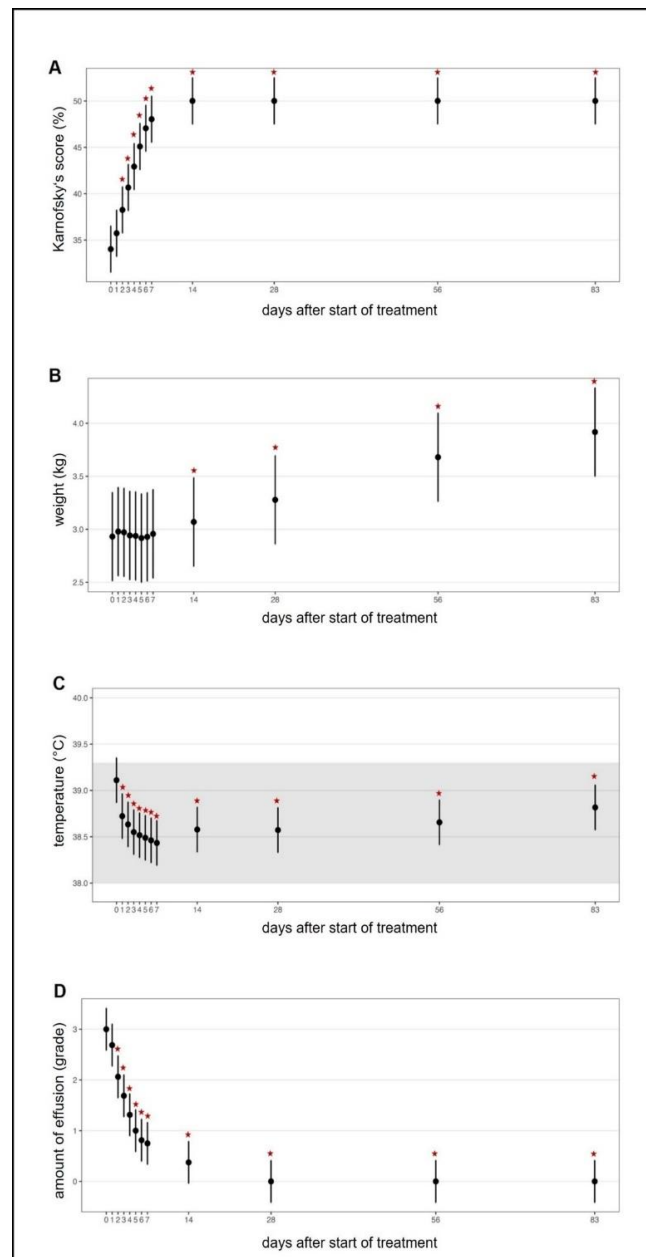 A
Karnofsky's score (%)
50
45
40
35
0 1 2 3 4 5 6 7 14 28 56 83
days after start of treatment
B
weight (kg)
4.0
3.5
3.0
2.5
0 1 2 3 4 5 6 7 14 28 56 83
days after start of treatment
C
temperature (°C)
40.0
39.5
39.0
38.5
38.0
0 1 2 3 4 5 6 7 14 28 56 83
days after start of treatment
D
amount of effusion (grade)
3
2
1
0
0 1 2 3 4 5 6 7 14 28 56 83
days after start of treatment